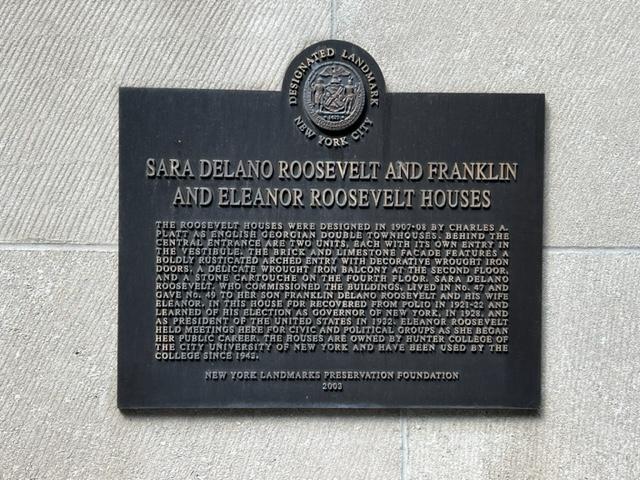 DESIGNATED LANDMARK
NEW YORK CITY
SARA DELANO ROOSEVELT AND FRANKLIN
AND ELEANOR ROOSEVELT HOUSES
THE ROOSEVELT HOUSES WERE DESIGNED IN 1907-08 BY CHARLES A.
PLATT AS ENGLISH GEORGIAN DOUBLE TOWNHOUSES. BEHIND THE
CENTRAL ENTRANCE ARE TWO UNITS, EACH WITH ITS OWN ENTRY IN
THE VESTIBULE. THE BRICK AND LIMESTONE FACADE FEATURES A
BOLDLY RUSTICATED ARCHED ENTRY WITH DECORATIVE WROUGHT IRON
DOORS, A DELICATE WROUGHT IRON BALCONY AT THE SECOND FLOOR,
AND A STONE CARTOUCHE ON THE FOURTH FLOOR. SARA DELANO
ROOSEVELT, WHO COMMISSIONED THE BUILDINGS, LIVED IN No. 47 AND
GAVE No. 49 TO HER SON FRANKLIN DELANO ROOSEVELT AND HIS WIFE
ELEANOR. IN THIS HOUSE FDR RECOVERED FROM POLIO IN 1921-22 AND
LEARNED OF HIS ELECTION AS GOVERNOR OF NEW YORK, IN 1928, AND
AS PRESIDENT OF THE UNITED STATES IN 1932. ELEANOR ROOSEVELT
HELD MEETINGS HERE FOR CIVIC AND POLITICAL GROUPS AS SHE BEGAN
HER PUBLIC CAREER. THE HOUSES ARE OWNED BY HUNTER COLLEGE OF
THE CITY UNIVERSITY OF NEW YORK AND HAVE BEEN USED BY THE
COLLEGE SINCE 1943.
NEW YORK LANDMARKS PRESERVATION FOUNDATION
2003